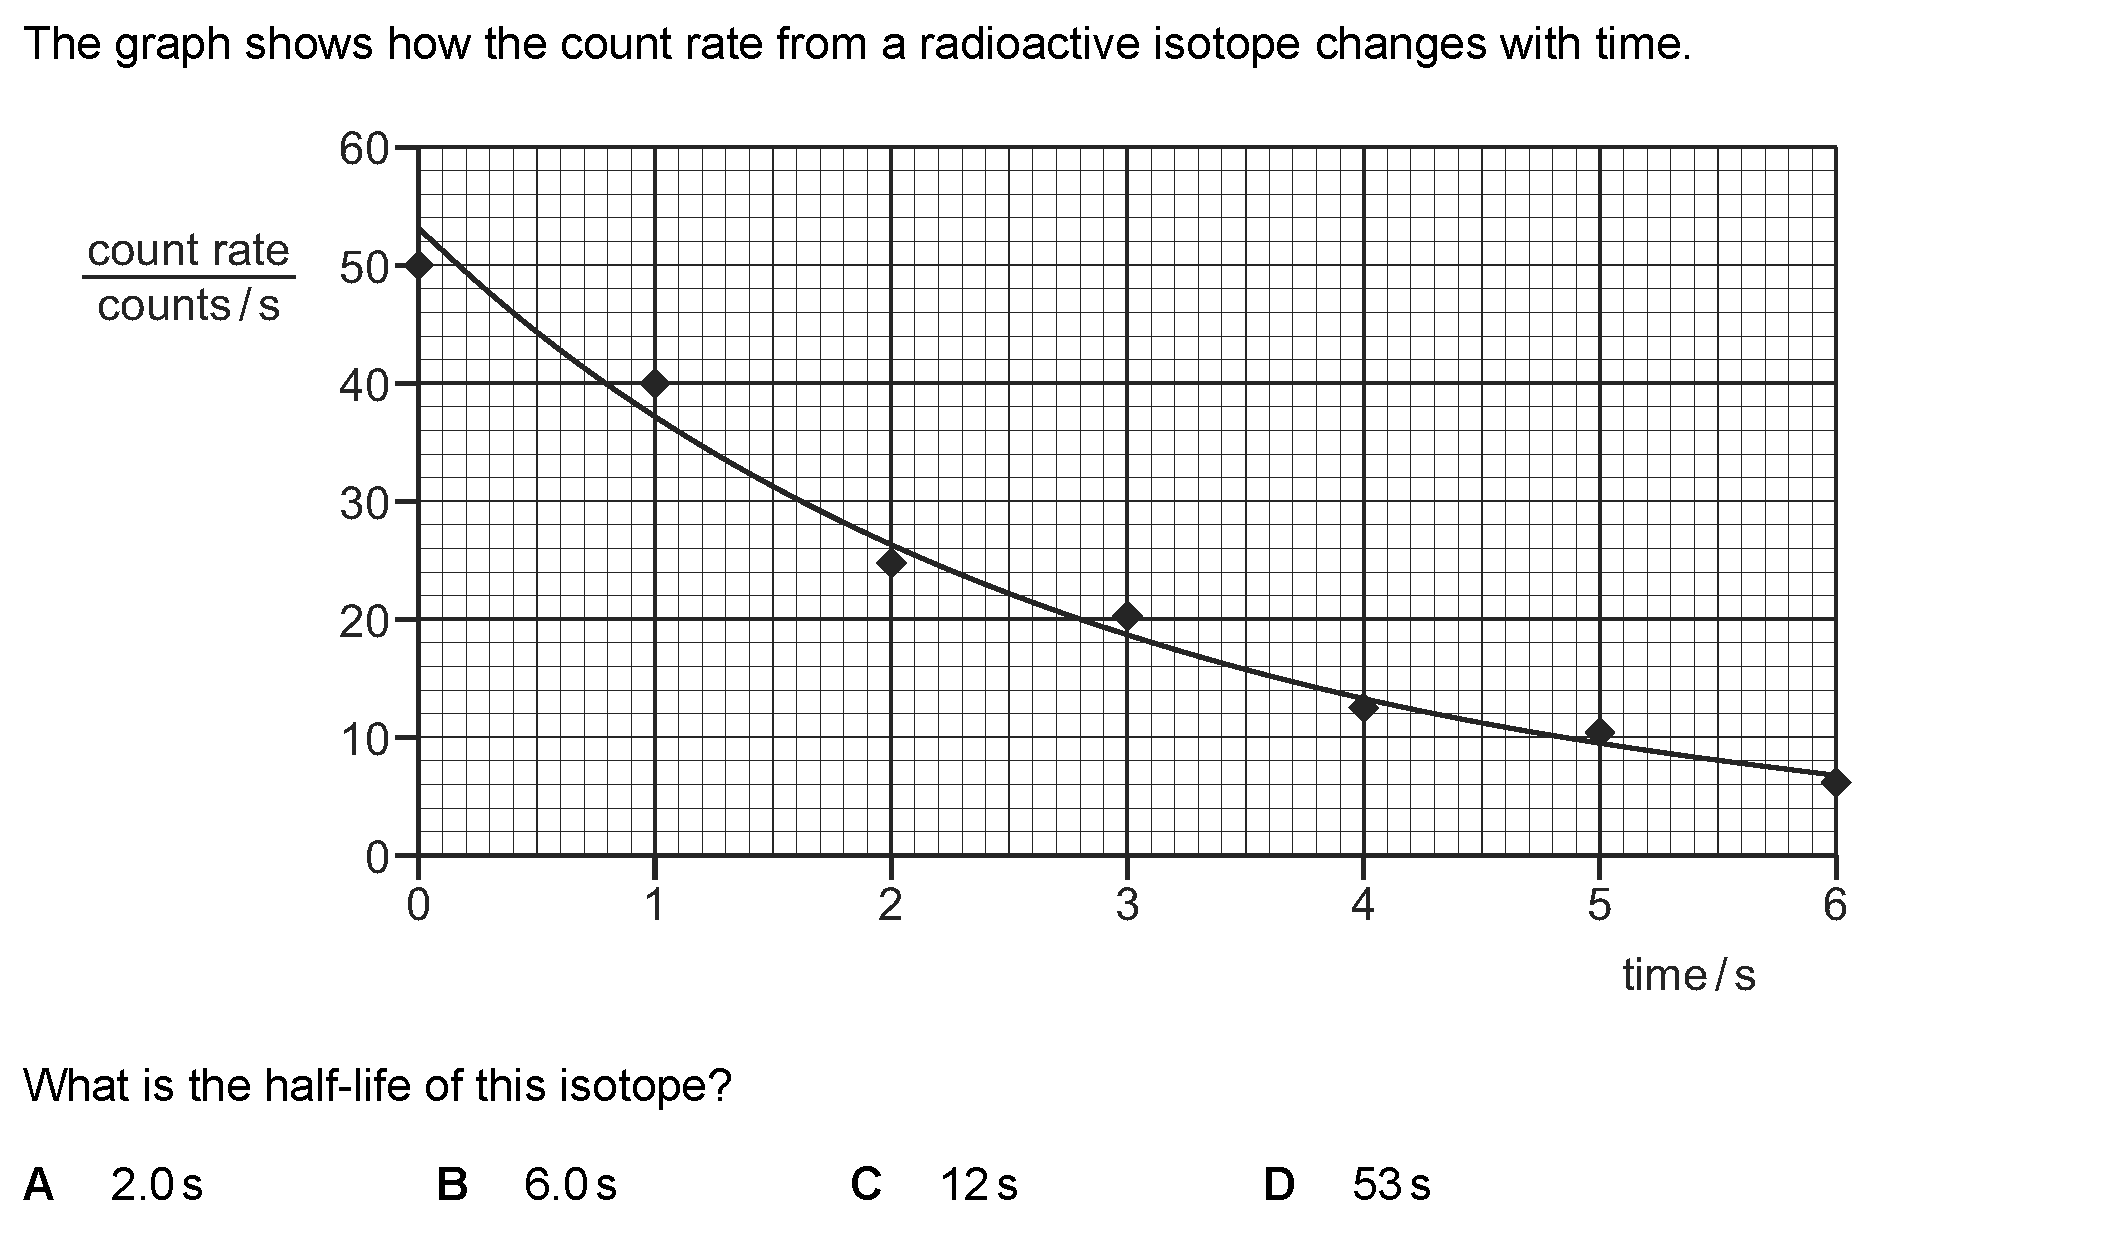 The graph shows how the count rate from a radioactive isotope changes with time.
60
count rate
counts / s
50
40
30
20
10
0
0 1 2 3 4 5 6
time / s
What is the half-life of this isotope?
A 2.0 s B 6.0 s C 12 s D 53 s